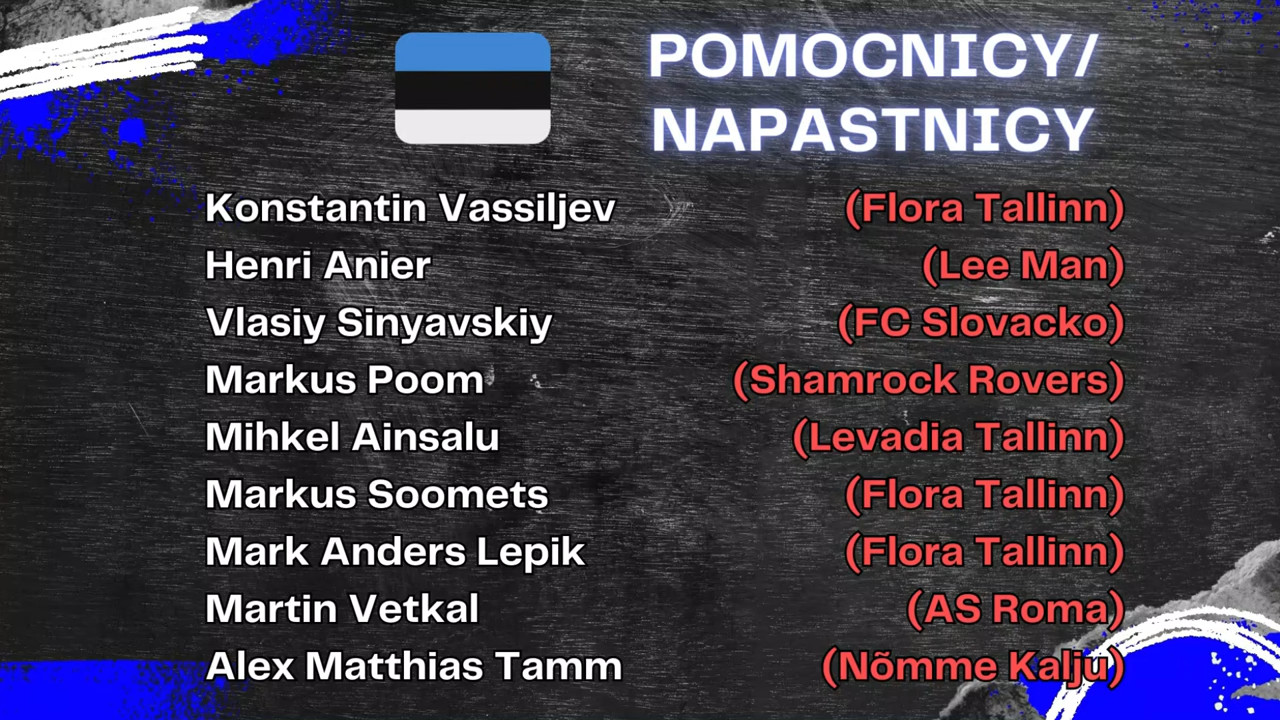 POMOCNICY/
NAPASTNICY
Konstantin Vassiljev (Flora Tallinn)
Henri Anier (Lee Man)
Vlasiy Sinyavskiy (FC Slovacko)
Markus Poom (Shamrock Rovers)
Mihkel Ainsalu (Levadia Tallinn)
Markus Soomets (Flora Tallinn)
Mark Anders Lepik (Flora Tallinn)
Martin Vetkal (AS Roma)
Alex Matthias Tamm (Nõmme Kalju)